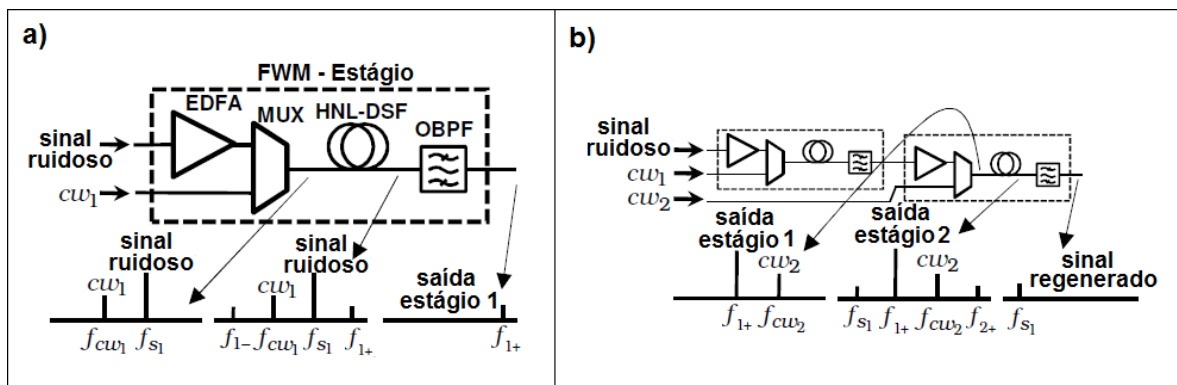 a)
FWM - Estágio
EDFA
MUX
HNL-DSF
OBPF
sinal
ruidoso
cw1
sinal
ruidoso
cw1
fcw1 fs1
sinal
ruidoso
cw1
f1- fcw1 fs1 f1+
saída
estágio 1
f1+
b)
sinal
ruidoso
cw1
cw2
saída
estágio 1
cw2
f1+ fcw2
saída
estágio 2
cw2
fs1 f1+ fcw2 f2+
sinal
regenerado
fs1